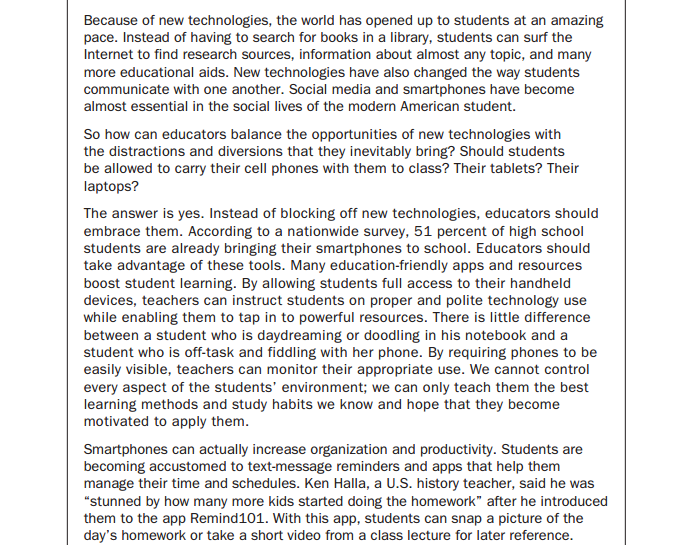 Because of new technologies, the world has opened up to students at an amazing
pace. Instead of having to search for books in a library, students can surf the
Internet to find research sources, information about almost any topic, and many
more educational aids. New technologies have also changed the way students
communicate with one another. Social media and smartphones have become
almost essential in the social lives of the modern American student.
So how can educators balance the opportunities of new technologies with
the distractions and diversions that they inevitably bring? Should students
be allowed to carry their cell phones with them to class? Their tablets? Their
laptops?
The answer is yes. Instead of blocking off new technologies, educators should
embrace them. According to a nationwide survey, 51 percent of high school
students are already bringing their smartphones to school. Educators should
take advantage of these tools. Many education-friendly apps and resources
boost student learning. By allowing students full access to their handheld
devices, teachers can instruct students on proper and polite technology use
while enabling them to tap in to powerful resources. There is little difference
between a student who is daydreaming or doodling in his notebook and a
student who is off-task and fiddling with her phone. By requiring phones to be
easily visible, teachers can monitor their appropriate use. We cannot control
every aspect of the students’ environment; we can only teach them the best
learning methods and study habits we know and hope that they become
motivated to apply them.
Smartphones can actually increase organization and productivity. Students are
becoming accustomed to text-message reminders and apps that help them
manage their time and schedules. Ken Halla, a U.S. history teacher, said he was
“stunned by how many more kids started doing the homework” after he introduced
them to the app Remind101. With this app, students can snap a picture of the
day’s homework or take a short video from a class lecture for later reference.